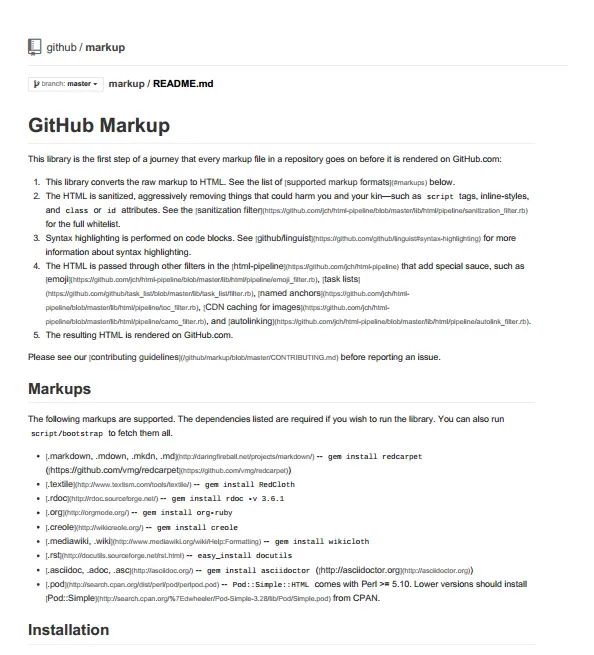 github / markup
branch: master markup / README.md
GitHub Markup
This library is the first step of a journey that every markup file in a repository goes on before it is rendered on GitHub.com:
1. This library converts the raw markup to HTML. See the list of [supported markup formats](#markups) below.
2. The HTML is sanitized, aggressively removing things that could harm you and your kin—such as script tags, inline-styles,
and class or id attributes. See the [sanitization filter](https://github.com/jch/html-pipeline/blob/master/lib/html/pipeline/sanitization_filter.rb)
for the full whitelist.
3. Syntax highlighting is performed on code blocks. See [github/linguist](https://github.com/github/linguist#syntax-highlighting) for more
information about syntax highlighting.
4. The HTML is passed through other filters in the [html-pipeline](https://github.com/jch/html-pipeline) that add special sauce, such as
[emoji](https://github.com/jch/html-pipeline/blob/master/lib/html/pipeline/emoji_filter.rb), [task lists]
(https://github.com/github/task_list/blob/master/lib/task_list/filter.rb), [named anchors](https://github.com/jch/html-
pipeline/blob/master/lib/html/pipeline/toc_filter.rb), [CDN caching for images](https://github.com/jch/html-
pipeline/blob/master/lib/html/pipeline/camo_filter.rb), and [autolinking](https://github.com/jch/html-pipeline/blob/master/lib/html/pipeline/autolink_filter.rb).
5. The resulting HTML is rendered on GitHub.com.
Please see our [contributing guidelines](/github/markup/blob/master/CONTRIBUTING.md) before reporting an issue.
Markups
The following markups are supported. The dependencies listed are required if you wish to run the library. You can also run
script/bootstrap to fetch them all.
• [.markdown, .mdown, .mkdn, .md](http://daringfireball.net/projects/markdown/) -- gem install redcarpet
([https://github.com/vmg/redcarpet](https://github.com/vmg/redcarpet))
• [.textile](http://www.textism.com/tools/textile/) -- gem install RedCloth
• [.rdoc](http://rdoc.sourceforge.net/) -- gem install rdoc -v 3.6.1
• [.org](http://orgmode.org/) -- gem install org-ruby
• [.creole](http://wikicreole.org/) -- gem install creole
• [.mediawiki, .wiki](http://www.mediawiki.org/wiki/Help:Formatting) -- gem install wikicloth
• [.rst](http://docutils.sourceforge.net/rst.html) -- easy_install docutils
• [.asciidoc, .adoc, .asc](http://asciidoc.org/) -- gem install asciidoctor ([http://asciidoctor.org](http://asciidoctor.org))
• [.pod](http://search.cpan.org/dist/perl/pod/perlpod.pod) -- Pod::Simple::HTML comes with Perl >= 5.10. Lower versions should install
[Pod::Simple](http://search.cpan.org/%7Edwheeler/Pod-Simple-3.28/lib/Pod/Simple.pod) from CPAN.
Installation